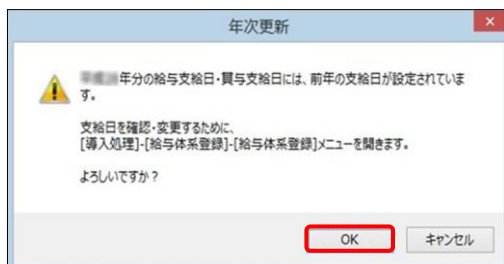 年次更新
年分の給与支給日・賞与支給日には、前年の支給日が設定されていま
す。
支給日を確認・変更するために、
[導入処理]-[給与体系登録]-[給与体系登録]メニューを開きます。
よろしいですか?
OK
キャンセル